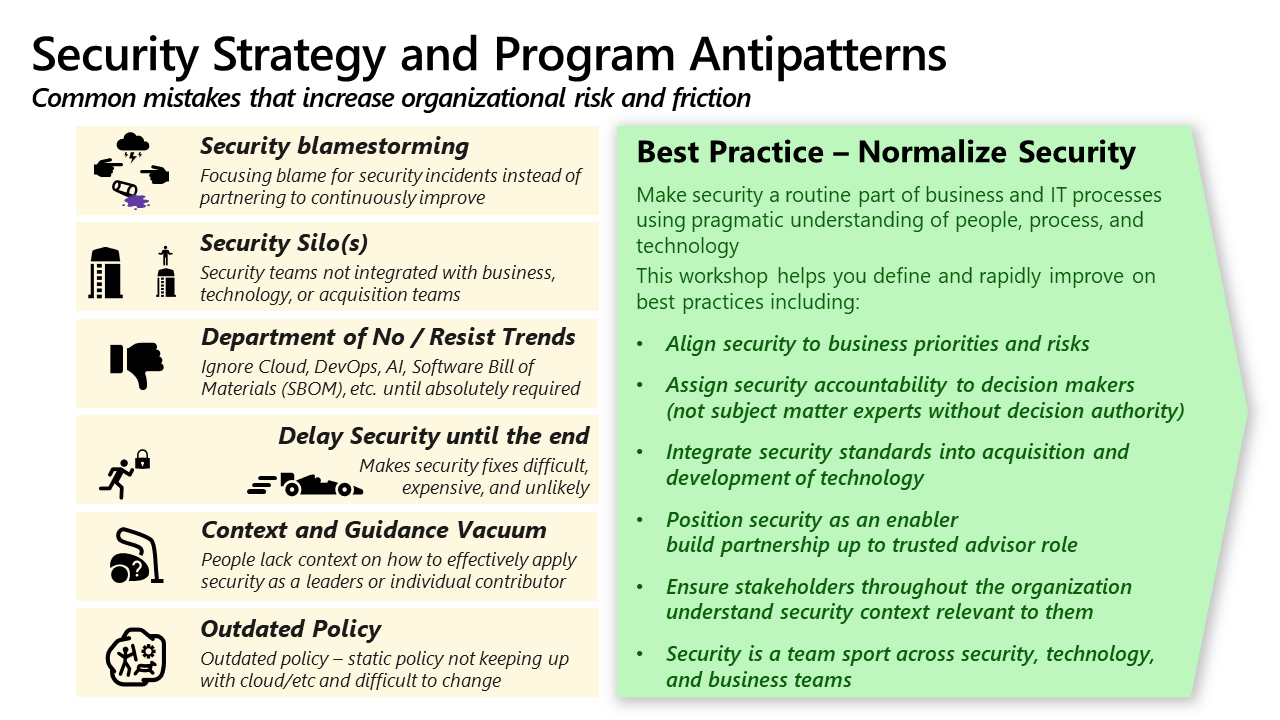 Security Strategy and Program Antipatterns
Common mistakes that increase organizational risk and friction
Security blamestorming
Focusing blame for security incidents instead of
partnering to continuously improve
Security Silo(s)
Security teams not integrated with business,
technology, or acquisition teams
Department of No / Resist Trends
Ignore Cloud, DevOps, AI, Software Bill of
Materials (SBOM), etc. until absolutely required
Delay Security until the end
Makes security fixes difficult,
expensive, and unlikely
Context and Guidance Vacuum
?
People lack context on how to effectively apply
security as a leaders or individual contributor
Outdated Policy
Outdated policy – static policy not keeping up
with cloud/etc and difficult to change
Best Practice – Normalize Security
Make security a routine part of business and IT processes
using pragmatic understanding of people, process, and
technology
This workshop helps you define and rapidly improve on
best practices including:
• Align security to business priorities and risks
• Assign security accountability to decision makers
(not subject matter experts without decision authority)
• Integrate security standards into acquisition and
development of technology
• Position security as an enabler
build partnership up to trusted advisor role
• Ensure stakeholders throughout the organization
understand security context relevant to them
• Security is a team sport across security, technology,
and business teams